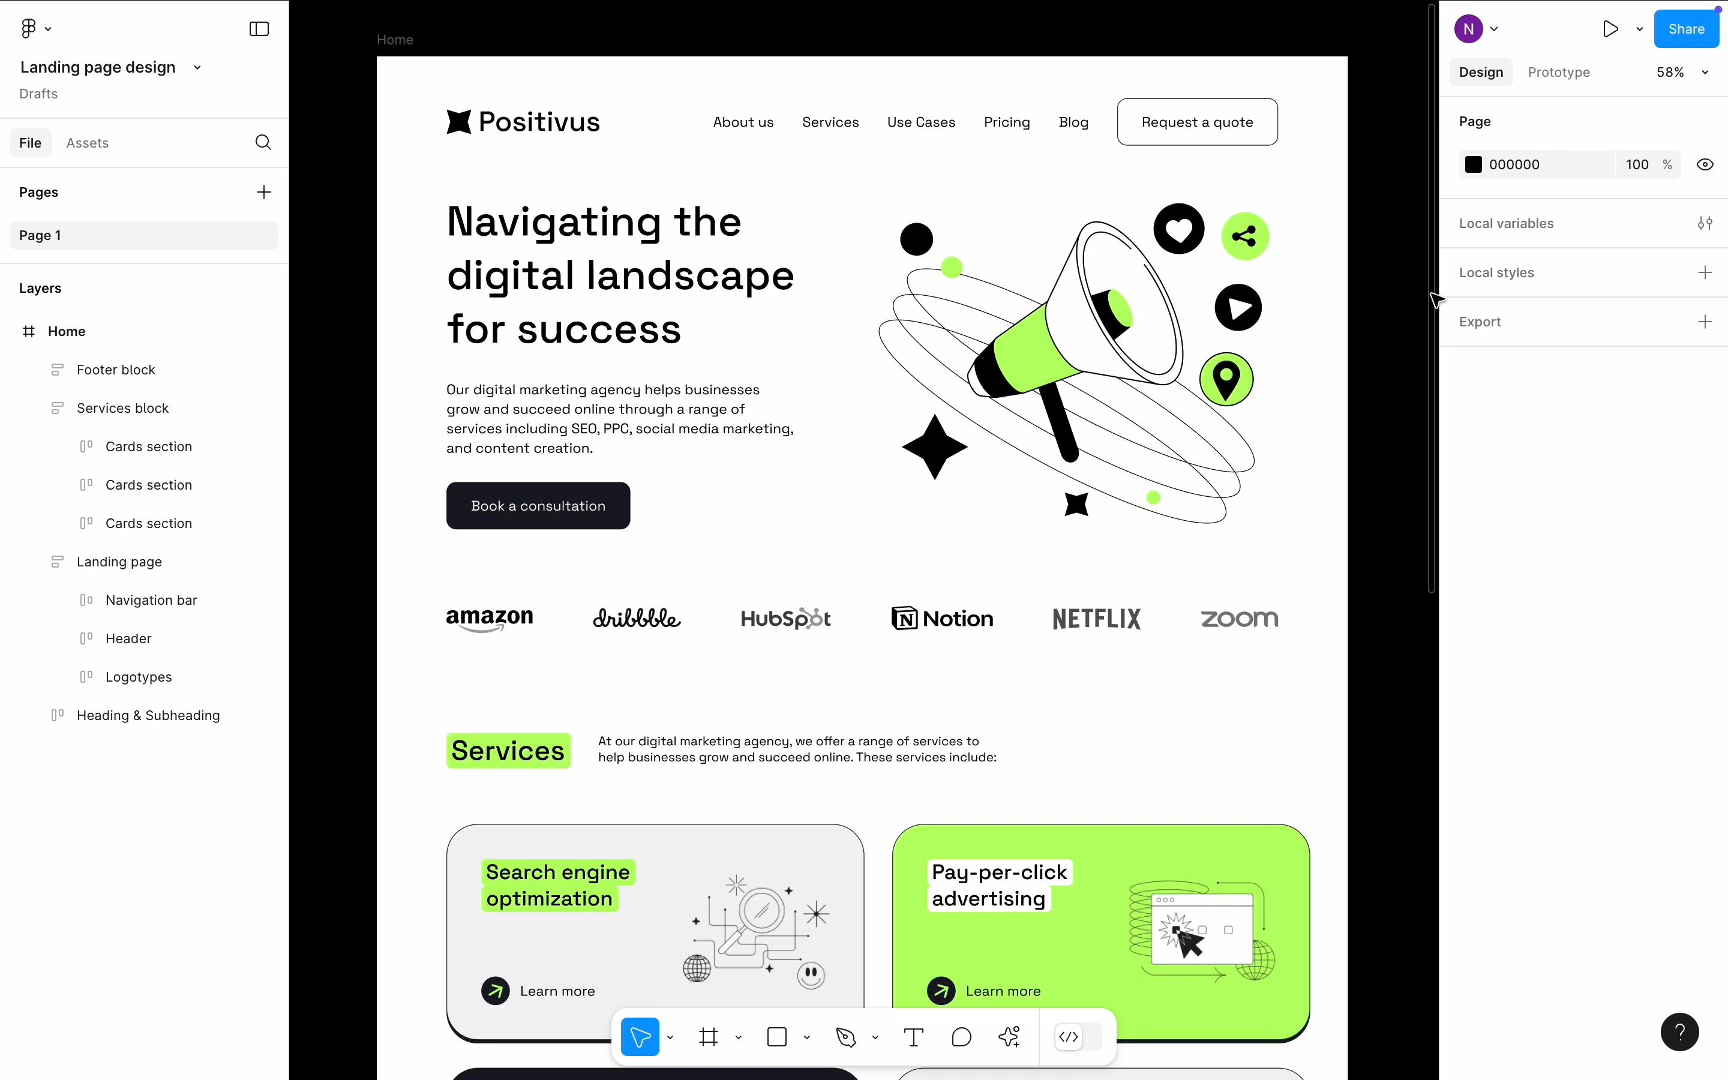 Landing page design
Drafts
File
Assets
Pages
Page 1
Layers
Home
Footer block
Services block
Cards section
Cards section
Cards section
Landing page
Navigation bar
Header
Logotypes
Heading & Subheading
Home
Positivus
About us
Services
Use Cases
Pricing
Blog
Request a quote
Navigating the
digital landscape
for success
Our digital marketing agency helps businesses
grow and succeed online through a range of
services including SEO, PPC, social media marketing,
and content creation.
Book a consultation
amazon
dribbble
HubSpot
Notion
NETFLIX
zoom
Services
At our digital marketing agency, we offer a range of services to
help businesses grow and succeed online. These services include:
Search engine
optimization
Learn more
Pay-per-click
advertising
Learn more
N
Share
Design
Prototype
58%
Page
000000
100
%
Local variables
Local styles
Export
?